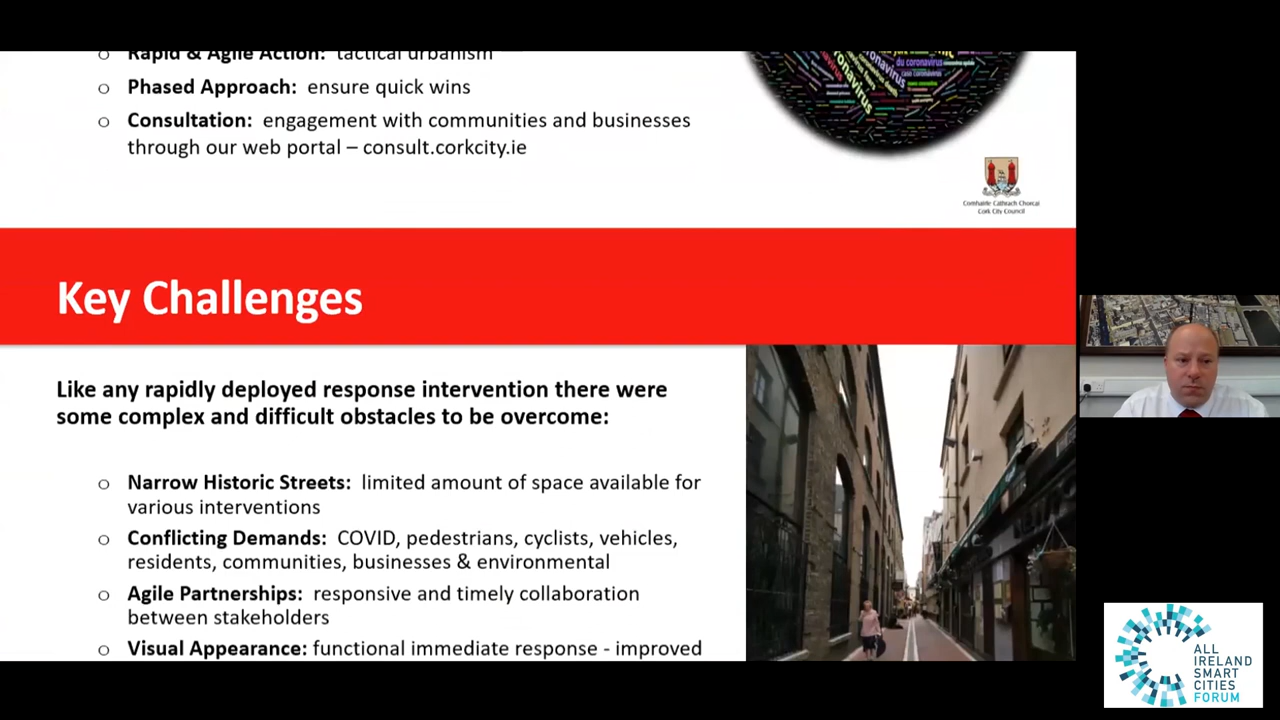 Rapid & Agile Action: tactical urbanism
Phased Approach: ensure quick wins
Consultation: engagement with communities and businesses
through our web portal – consult.corkcity.ie
du coronavirus
Comhairle Cathrach Chorcaí
Cork City Council
Key Challenges
Like any rapidly deployed response intervention there were
some complex and difficult obstacles to be overcome:
Narrow Historic Streets: limited amount of space available for
various interventions
Conflicting Demands: COVID, pedestrians, cyclists, vehicles,
residents, communities, businesses & environmental
Agile Partnerships: responsive and timely collaboration
between stakeholders
Visual Appearance: functional immediate response - improved
ALL
IRELAND
SMART
CITIES
FORUM